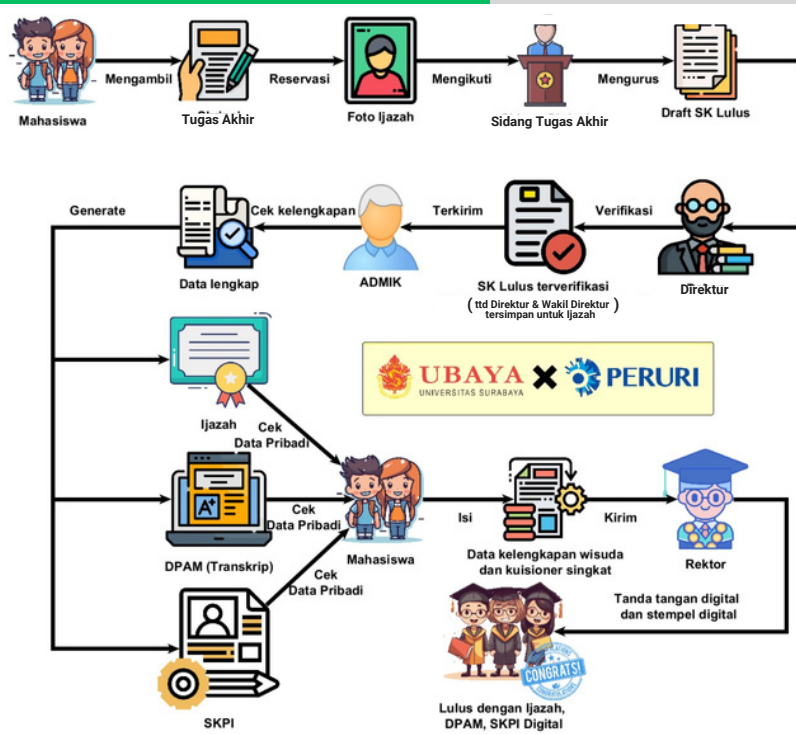 Mengambil
Reservasi
Mengikuti
Mengurus
Mahasiswa
Tugas Akhir
Foto Ijazah
Sidang Tugas Akhir
Draft SK Lulus
Generate
Cek kelengkapan
Terkirim
Verifikasi
Data lengkap
ADMIK
SK Lulus terverifikasi
( ttd Direktur & Wakil Direktur )
tersimpan untuk Ijazah
Direktur
UBAYA
UNIVERSITAS SURABAYA
PERURI
Ijazah
Cek
Data Pribadi
A+
DPAM (Transkrip)
Cek
Data Pribadi
Cek
Data Pribadi
SKPI
Mahasiswa
Isi
Data kelengkapan wisuda
dan kuisioner singkat
Kirim
Rektor
Tanda tangan digital
dan stempel digital
CONGRATS!
Lulus dengan Ijazah,
DPAM, SKPI Digital